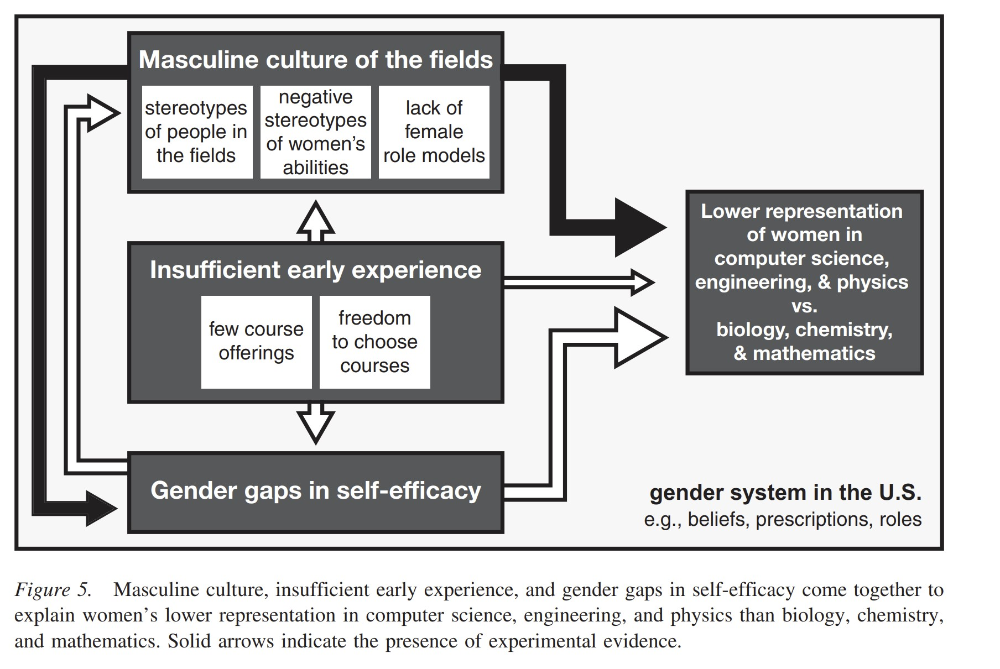 Masculine culture of the fields
stereotypes
of people in
the fields
negative
stereotypes
of women’s
abilities
lack of
female
role models
Insufficient early experience
few course
offerings
freedom
to choose
courses
Gender gaps in self-efficacy
Lower representation
of women in
computer science,
engineering, & physics
vs.
biology, chemistry,
& mathematics
gender system in the U.S.
e.g., beliefs, prescriptions, roles
Figure 5. Masculine culture, insufficient early experience, and gender gaps in self-efficacy come together to
explain women’s lower representation in computer science, engineering, and physics than biology, chemistry,
and mathematics. Solid arrows indicate the presence of experimental evidence.